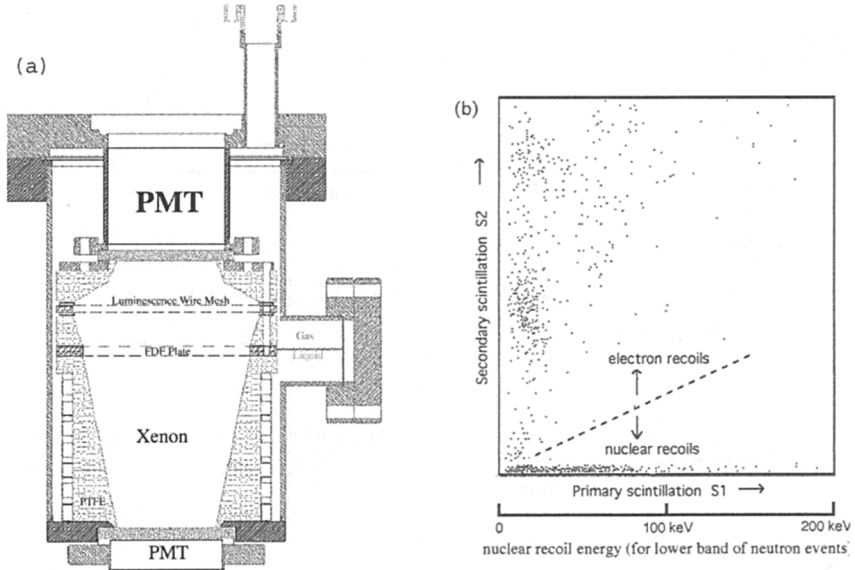 (a)
PMT
Luminescence Wire Mesh
Gas
Liquid
Plate
Xenon
PTFE
PMT
(b)
Secondary scintillation S2
electron recoils
nuclear recoils
Primary scintillation S1
0
100 keV
200 keV
nuclear recoil energy (for lower band of neutron events)